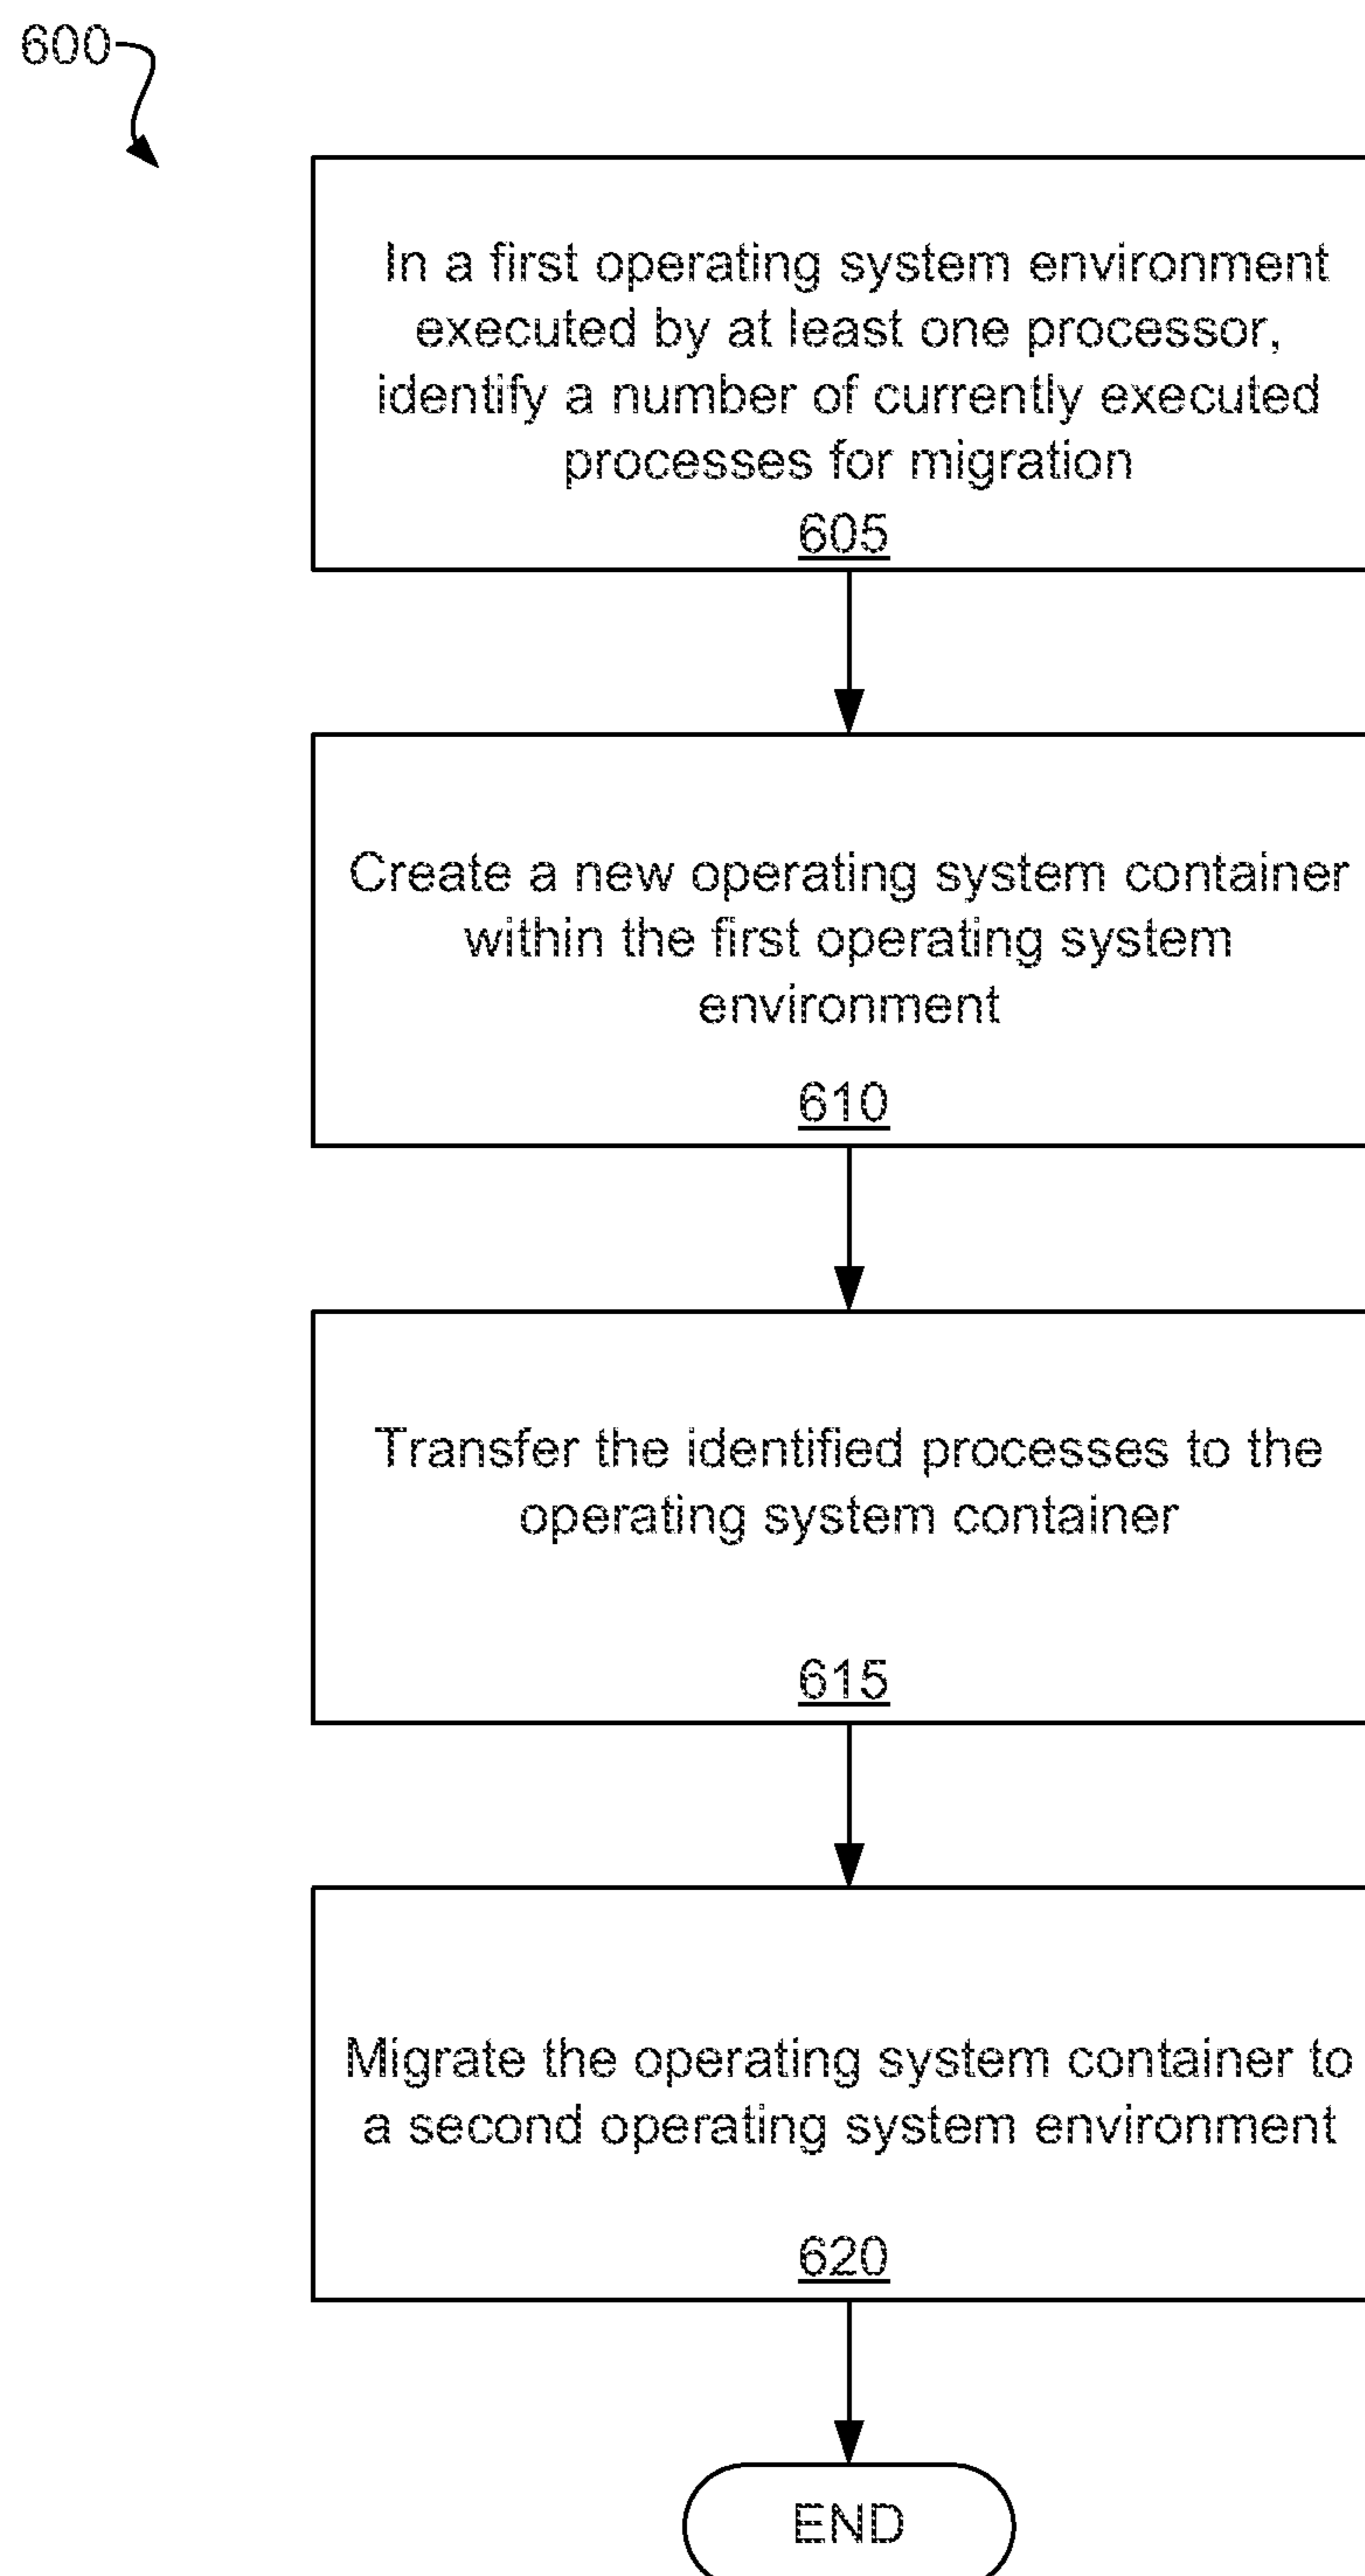 600
In a first operating system environment
executed by at least one processor,
identify a number of currently executed
processes for migration
605
Create a new operating system container
within the first operating system
environment
610
Transfer the identified processes to the
operating system container
615
Migrate the operating system container to
a second operating system environment
620
END